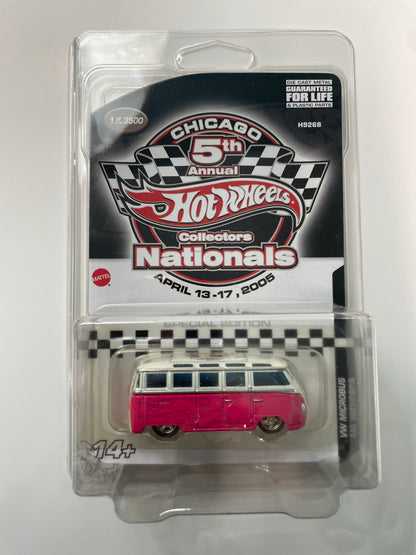 1 of 3500
DIE CAST METAL
GUARANTEED
FOR LIFE
& PLASTIC PARTS
H9268
CHICAGO
5th
Annual
Hot Wheels®
Collectors
Nationals
APRIL 13-17, 2005
MATTEL
SPECIAL EDITION
VW MICROBUS
14+